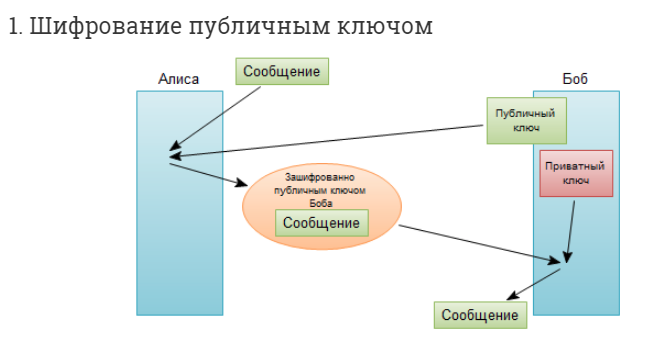 1. Шифрование публичным ключом
Алиса
Сообщение
Боб
Публичный
ключ
Приватный
ключ
Зашифрованно
публичным ключом
Боба
Сообщение
Сообщение